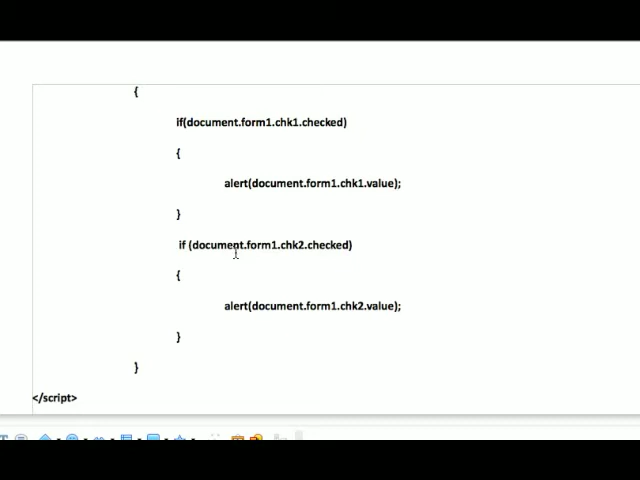 {
if(document.form1.chk1.checked)
{
alert(document.form1.chk1.value);
}
if (document.form1.chk2.checked)
{
alert(document.form1.chk2.value);
}
}
</script>